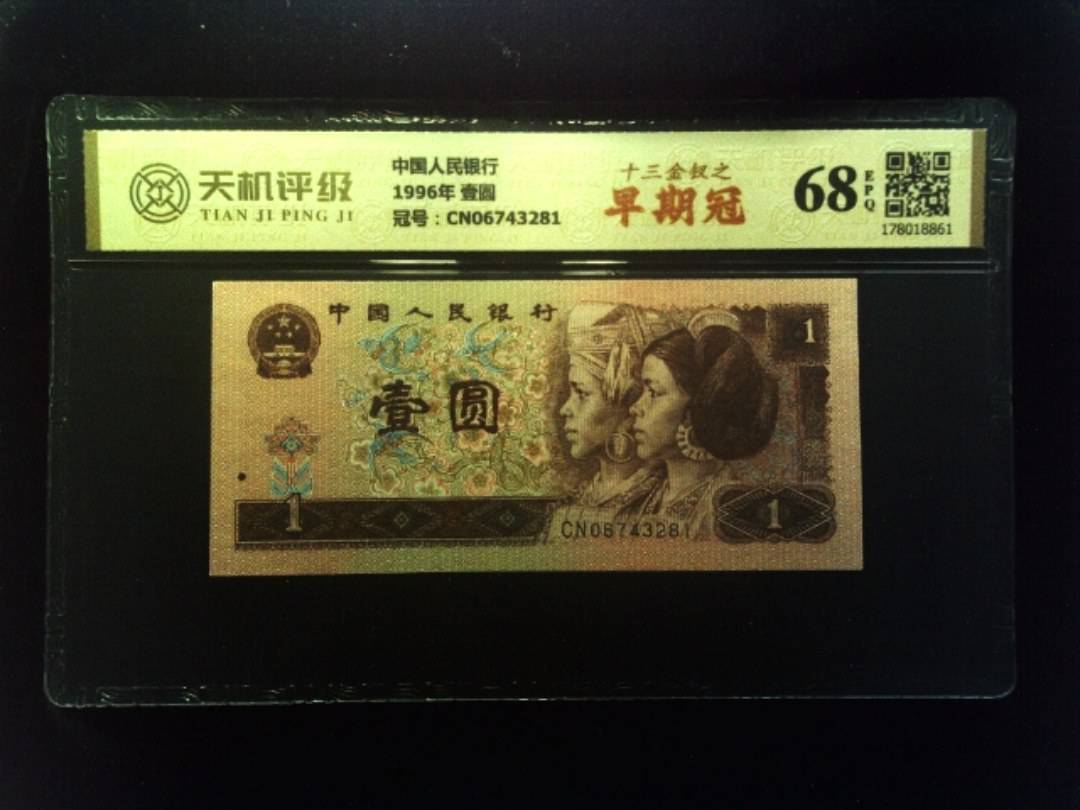 天机评级
TIAN JI PING JI
中国人民银行
1996年 壹圆
冠号：CN06743281
十三金钗之
早期冠
68
EPQ
178018861
中国人民银行
1
壹圆
1
CN06743281
1